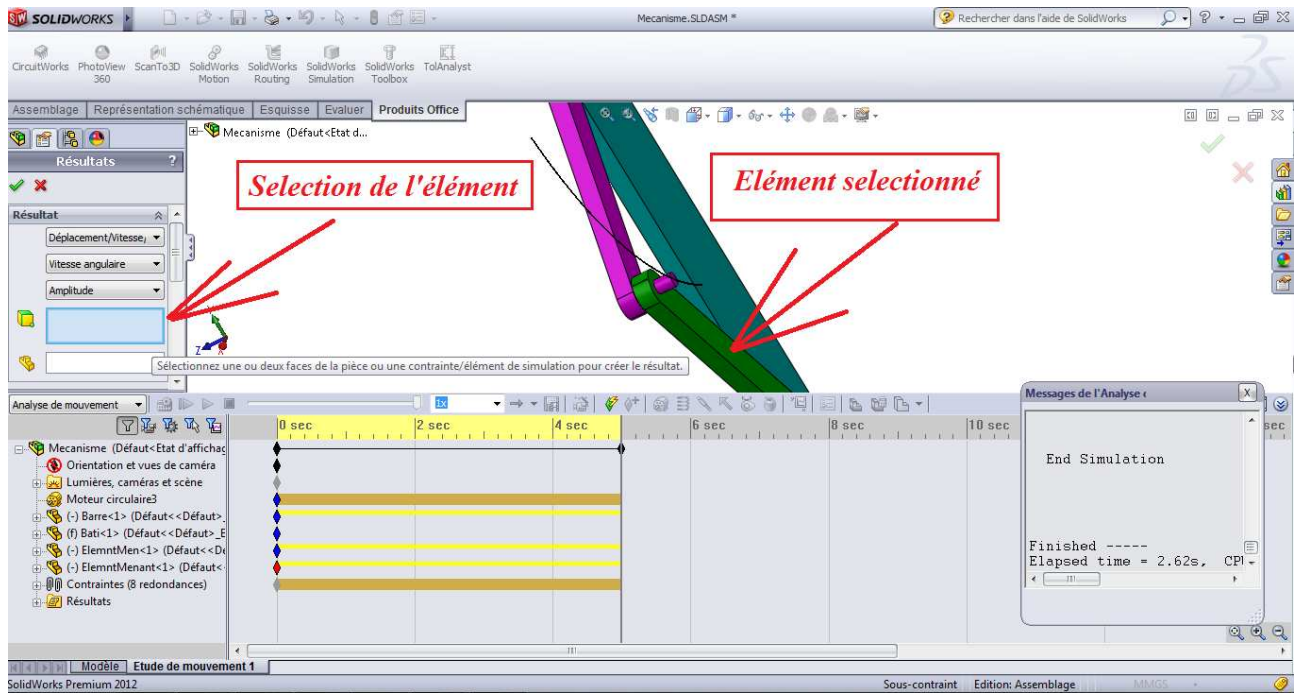 SOLIDWORKS
Mecanisme.SLDASM *
Rechercher dans l'aide de SolidWorks
CircuitWorks PhotoView 360 ScanTo3D SolidWorks Motion SolidWorks Routing SolidWorks Simulation SolidWorks Toolbox TolAnalyst
Assemblage Représentation schématique Esquisse Evaluer Produits Office
Mecanisme (Défaut<Etat d...
Résultats ?
Selection de l'élément
Elément selectionné
Résultat
Déplacement/Vitesse/
Vitesse angulaire
Amplitude
Z
Sélectionnez une ou deux faces de la pièce ou une contrainte/élément de simulation pour créer le résultat.
Messages de l'Analyse
Analyse de mouvement
1x
0 sec 2 sec 4 sec 6 sec 8 sec 10 sec sec
Mecanisme (Défaut<Etat d'affichag
Orientation et vues de caméra
Lumières, caméras et scène
Moteur circulaire3
(-) Barre<1> (Défaut<<Défaut>_
(f) Bati<1> (Défaut<<Défaut>_E
(-) ElemntMen<1> (Défaut<<De
(-) ElemntMenant<1> (Défaut<
Contraintes (8 redondances)
Résultats
End Simulation
Finished -----
Elapsed time = 2.62s, CPU
Modèle Etude de mouvement 1
SolidWorks Premium 2012
Sous-contraint Edition: Assemblage MMGS